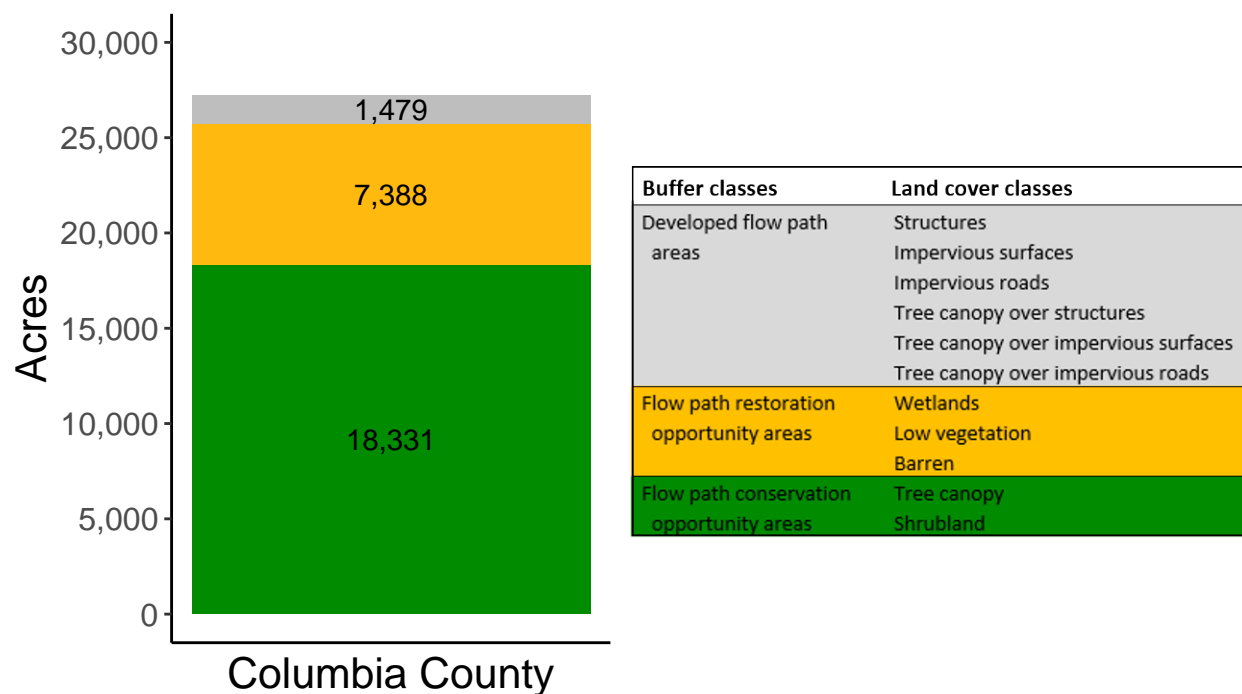 30,000
25,000
20,000
15,000
10,000
5,000
0
Acres
1,479
7,388
18,331
Columbia County
Buffer classes Land cover classes
Developed flow path Structures
areas Impervious surfaces
Impervious roads
Tree canopy over structures
Tree canopy over impervious surfaces
Tree canopy over impervious roads
Flow path restoration Wetlands
opportunity areas Low vegetation
Barren
Flow path conservation Tree canopy
opportunity areas Shrubland